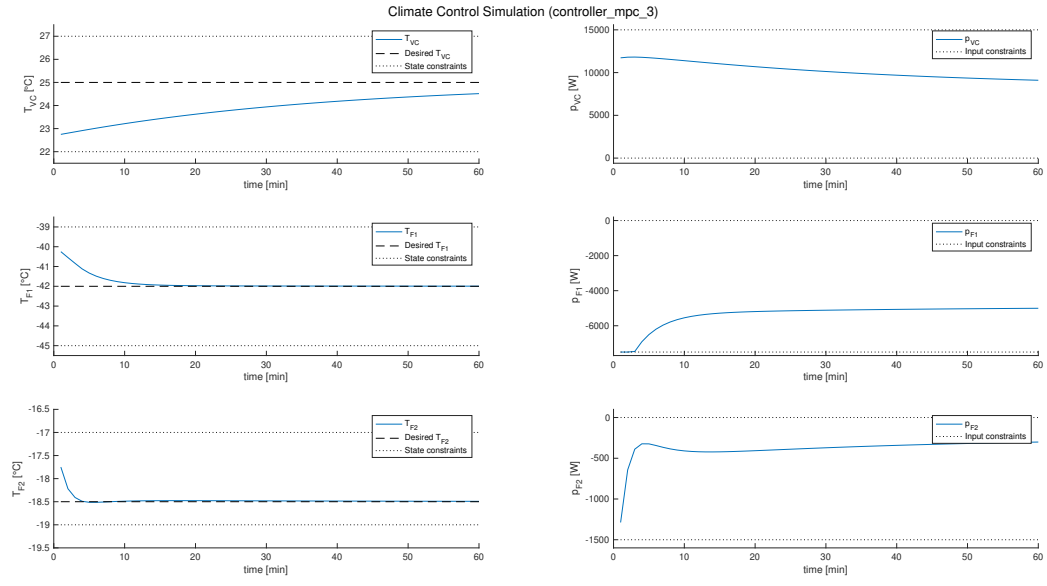 Climate Control Simulation (controller_mpc_3)
27
26
25
24
23
22
T_VC [°C]
0 10 20 30 40 50 60
time [min]
T_VC
Desired T_VC
State constraints
15000
10000
5000
0
p_VC [W]
0 10 20 30 40 50 60
time [min]
p_VC
Input constraints
-39
-40
-41
-42
-43
-44
-45
T_F1 [°C]
0 10 20 30 40 50 60
time [min]
T_F1
Desired T_F1
State constraints
0
-2000
-4000
-6000
p_F1 [W]
0 10 20 30 40 50 60
time [min]
p_F1
Input constraints
-16.5
-17
-18
-18.5
-19
-19.5
T_F2 [°C]
0 10 20 30 40 50 60
time [min]
T_F2
Desired T_F2
State constraints
0
-500
-1000
-1500
p_F2 [W]
0 10 20 30 40 50 60
time [min]
p_F2
Input constraints